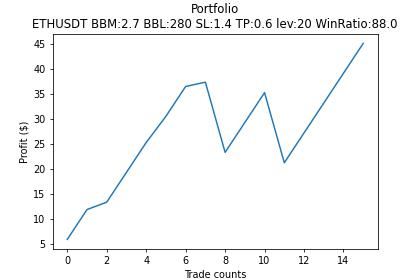 Portfolio
ETHUSDT BBM:2.7 BBL:280 SL:1.4 TP:0.6 lev:20 WinRatio:88.0
45
40
35
30
25
20
15
10
5
Profit ($)
0 2 4 6 8 10 12 14
Trade counts